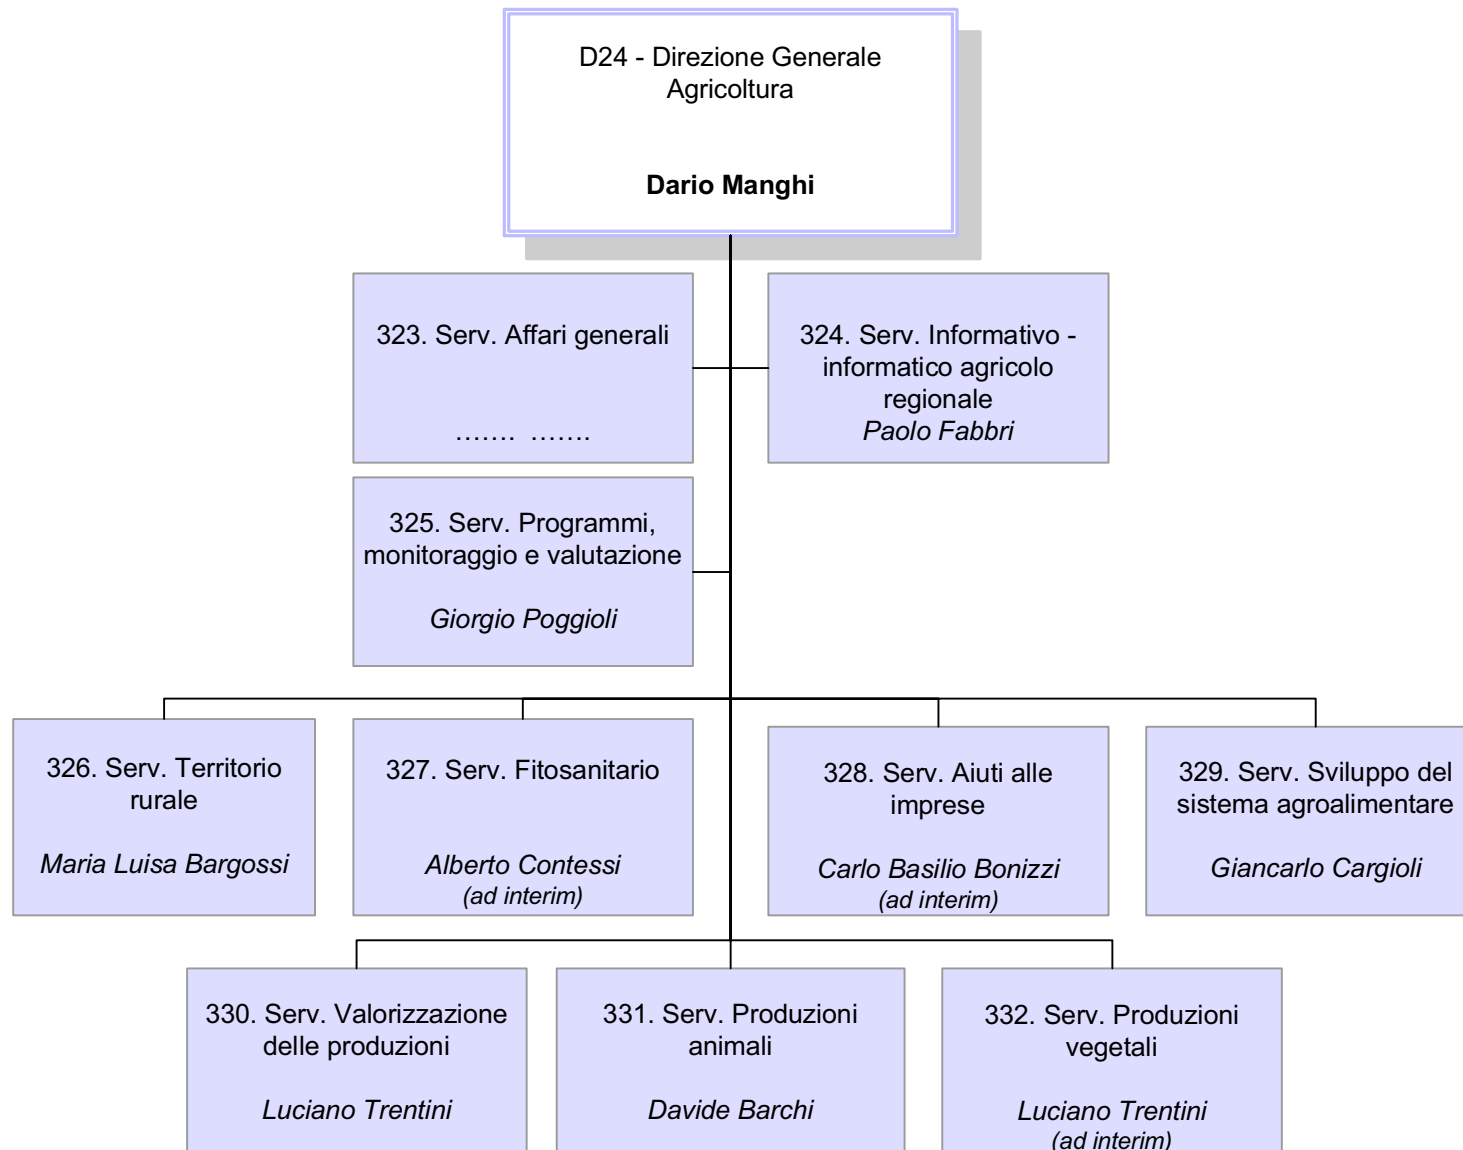 D24 - Direzione Generale
Agricoltura
Dario Manghi
323. Serv. Affari generali
……. …….
324. Serv. Informativo -
informatico agricolo
regionale
Paolo Fabbri
325. Serv. Programmi,
monitoraggio e valutazione
Giorgio Poggioli
326. Serv. Territorio
rurale
Maria Luisa Bargossi
327. Serv. Fitosanitario
Alberto Contessi
(ad interim)
328. Serv. Aiuti alle
imprese
Carlo Basilio Bonizzi
(ad interim)
329. Serv. Sviluppo del
sistema agroalimentare
Giancarlo Cargioli
330. Serv. Valorizzazione
delle produzioni
Luciano Trentini
331. Serv. Produzioni
animali
Davide Barchi
332. Serv. Produzioni
vegetali
Luciano Trentini
(ad interim)